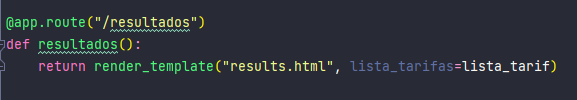 @app.route("/resultados")
def resultados():
    return render_template("results.html", lista_tarifas=lista_tarif)